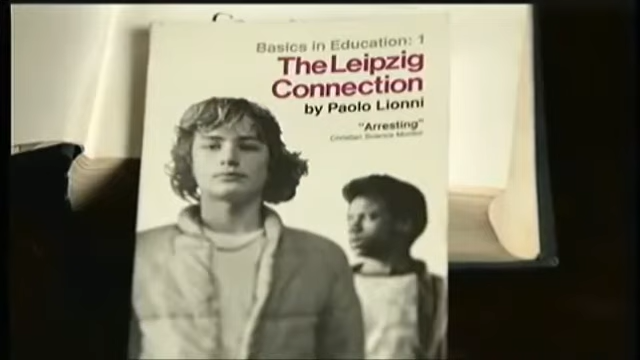 Basics in Education: 1
The Leipzig
Connection
by Paolo Lionni
"Arresting"
Christian Science Monitor